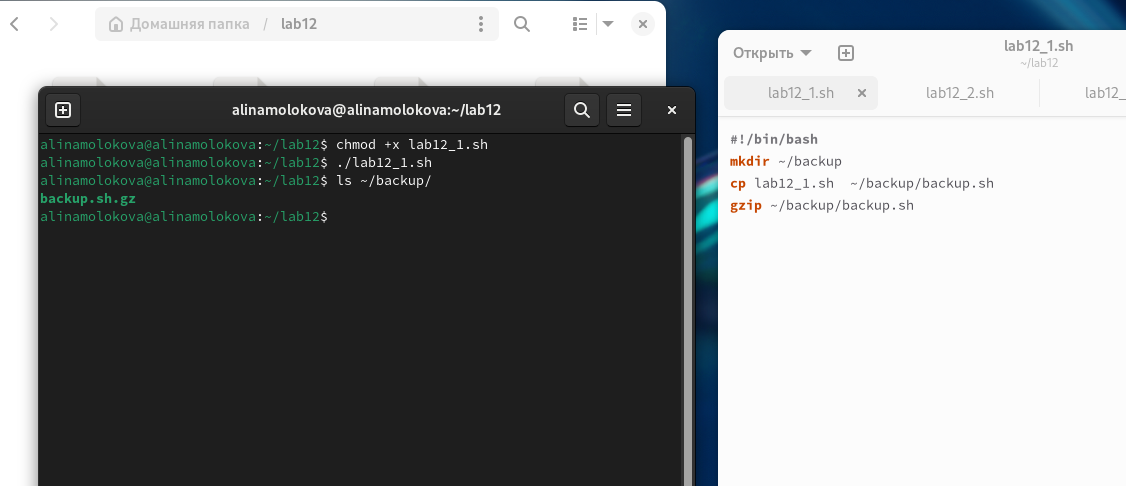 Домашняя папка / lab12
alinamolokova@alinamolokova:~/lab12
alinamolokova@alinamolokova:~/lab12$ chmod +x lab12_1.sh
alinamolokova@alinamolokova:~/lab12$ ./lab12_1.sh
alinamolokova@alinamolokova:~/lab12$ ls ~/backup/
backup.sh.gz
alinamolokova@alinamolokova:~/lab12$
Открыть
lab12_1.sh
~/lab12
lab12_1.sh
lab12_2.sh
lab12_
#!/bin/bash
mkdir ~/backup
cp lab12_1.sh  ~/backup/backup.sh
gzip ~/backup/backup.sh